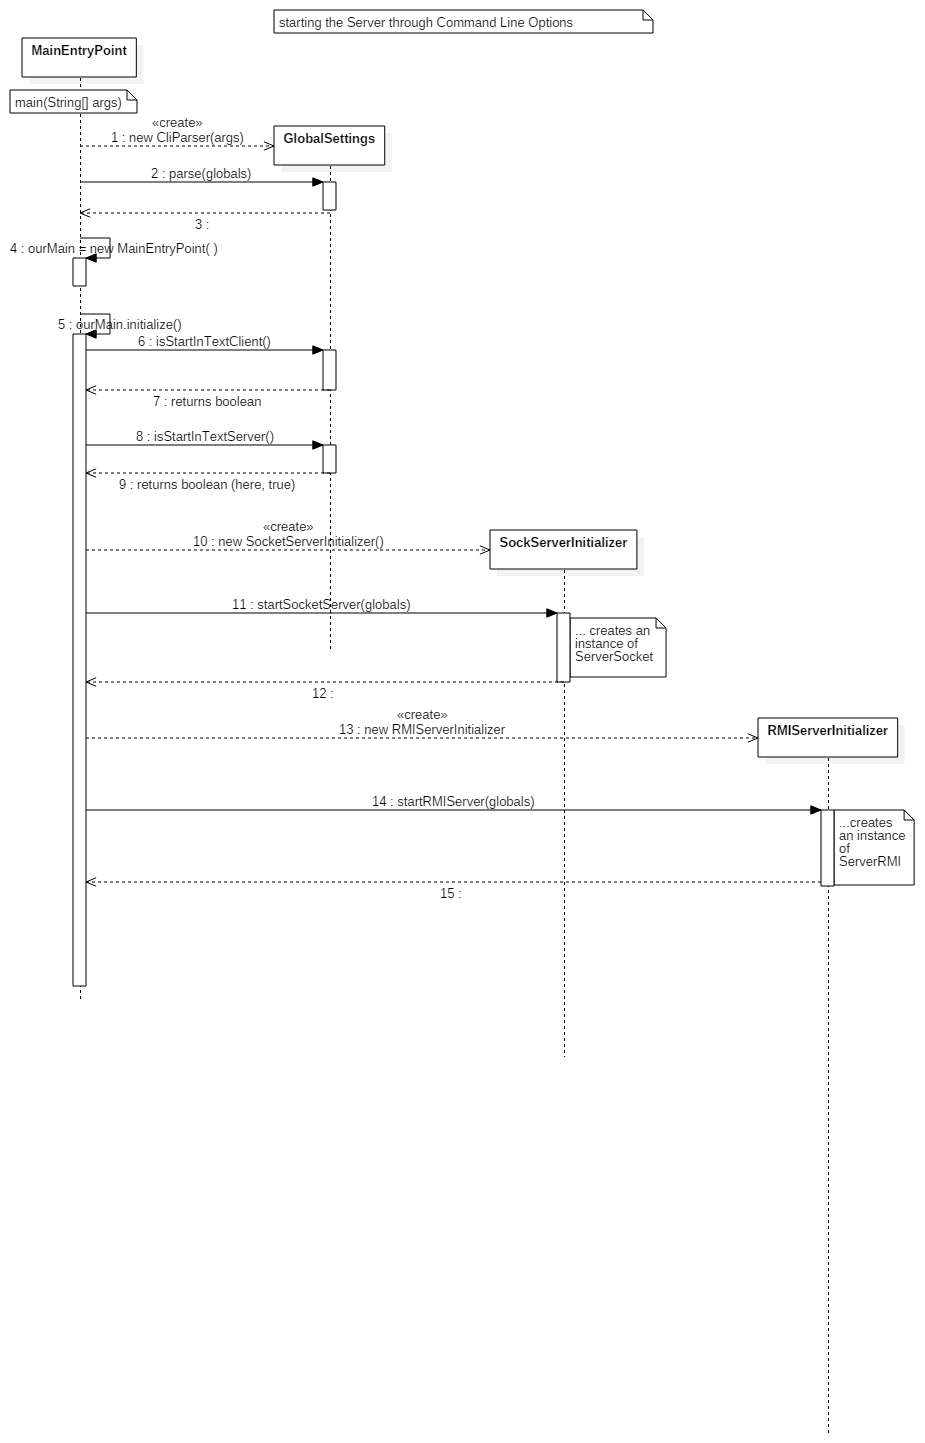 starting the Server through Command Line Options
MainEntryPoint
main(String[] args)
«create»
1 : new CliParser(args)
GlobalSettings
2 : parse(globals)
3 :
4 : ourMain = new MainEntryPoint( )
5 : ourMain.initialize()
6 : isStartInTextClient()
7 : returns boolean
8 : isStartInTextServer()
9 : returns boolean (here, true)
«create»
10 : new SocketServerInitializer()
SockServerInitializer
11 : startSocketServer(globals)
... creates an
instance of
ServerSocket
12 :
«create»
13 : new RMIServerInitializer
RMIServerInitializer
14 : startRMIServer(globals)
...creates
an instance
of
ServerRMI
15 :